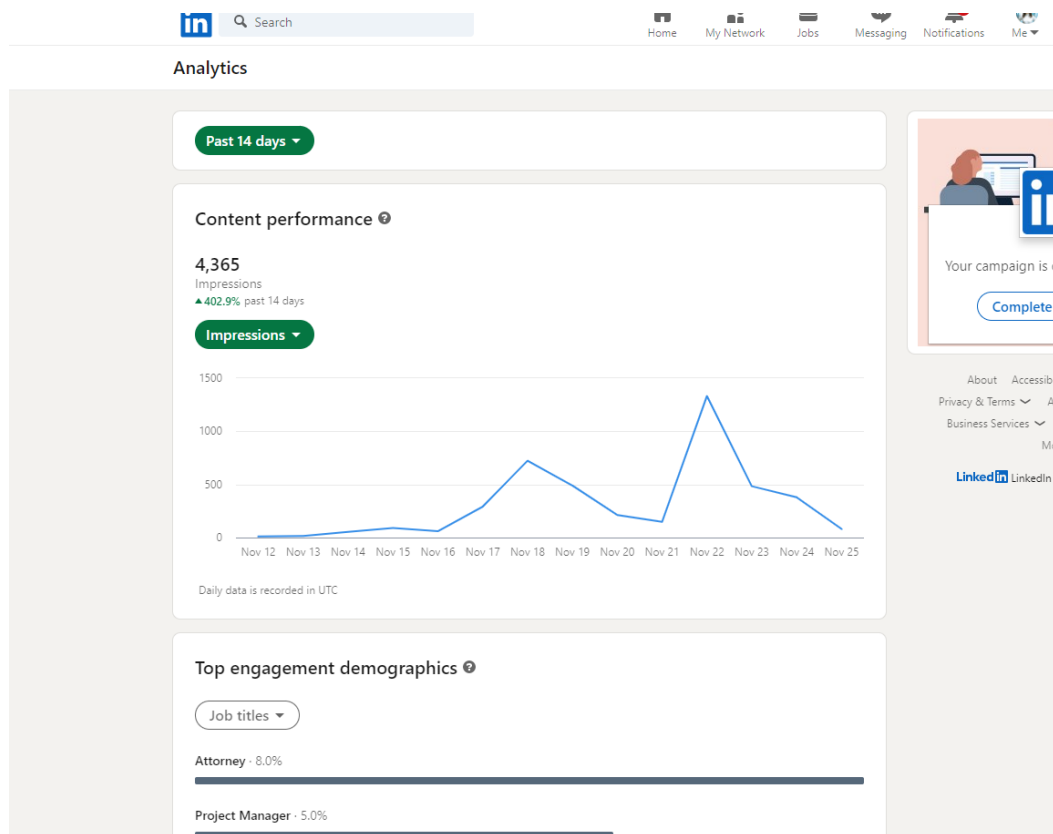 in Search
Home My Network Jobs Messaging Notifications Me
Analytics
Past 14 days
Content performance
4,365
Impressions
402.9% past 14 days
Impressions
1500
1000
500
0
Nov 12 Nov 13 Nov 14 Nov 15 Nov 16 Nov 17 Nov 18 Nov 19 Nov 20 Nov 21 Nov 22 Nov 23 Nov 24 Nov 25
Daily data is recorded in UTC
Top engagement demographics
Job titles
Attorney · 8.0%
Project Manager · 5.0%
in
Your campaign is
Complete
About
Privacy & Terms
Business Services
LinkedIn LinkedIn